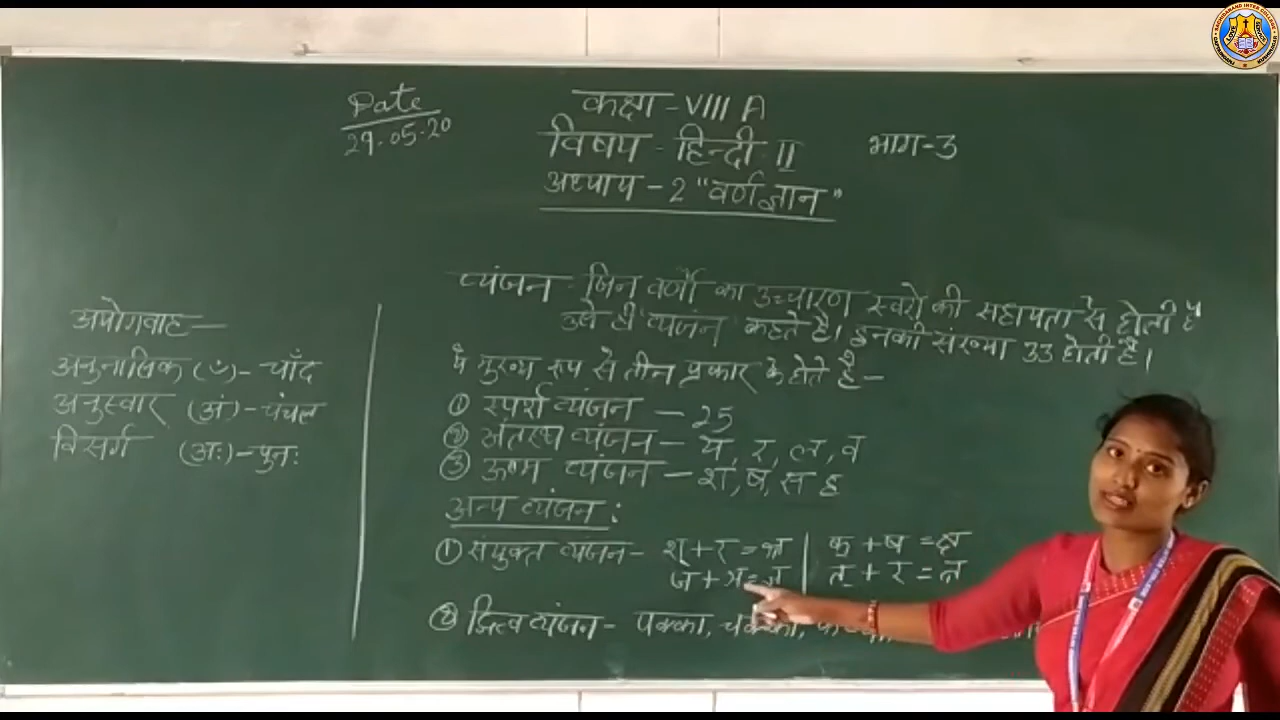 Date
29.05.20
कक्षा - VIII A
विषय - हिन्दी II
भाग-3
अध्याय - 2 "वर्ण ज्ञान"
अयोगवाह —
अनुनासिक (ँ) - चाँद
अनुस्वार (अं) - चंचल
विसर्ग (अः) - पुनः
व्यंजन - जिन वर्णों का उच्चारण स्वरो की सहायता से होती है
उसे ही "व्यंजन" कहते है। इनकी संख्या 33 होती है।
ये मुख्य रूप से तीन प्रकार के होते है —
① स्पर्श व्यंजन — 25
② अंतस्थ व्यंजन - य, र, ल, व
③ ऊष्म व्यंजन - श, ष, स ह
अन्य व्यंजन :
① संयुक्त व्यंजन - श् + र = श्र | क् + ष = क्ष
ज + ञ = ज्ञ | त् + र = त्र
② द्वित्व व्यंजन - पक्का, चक्का,